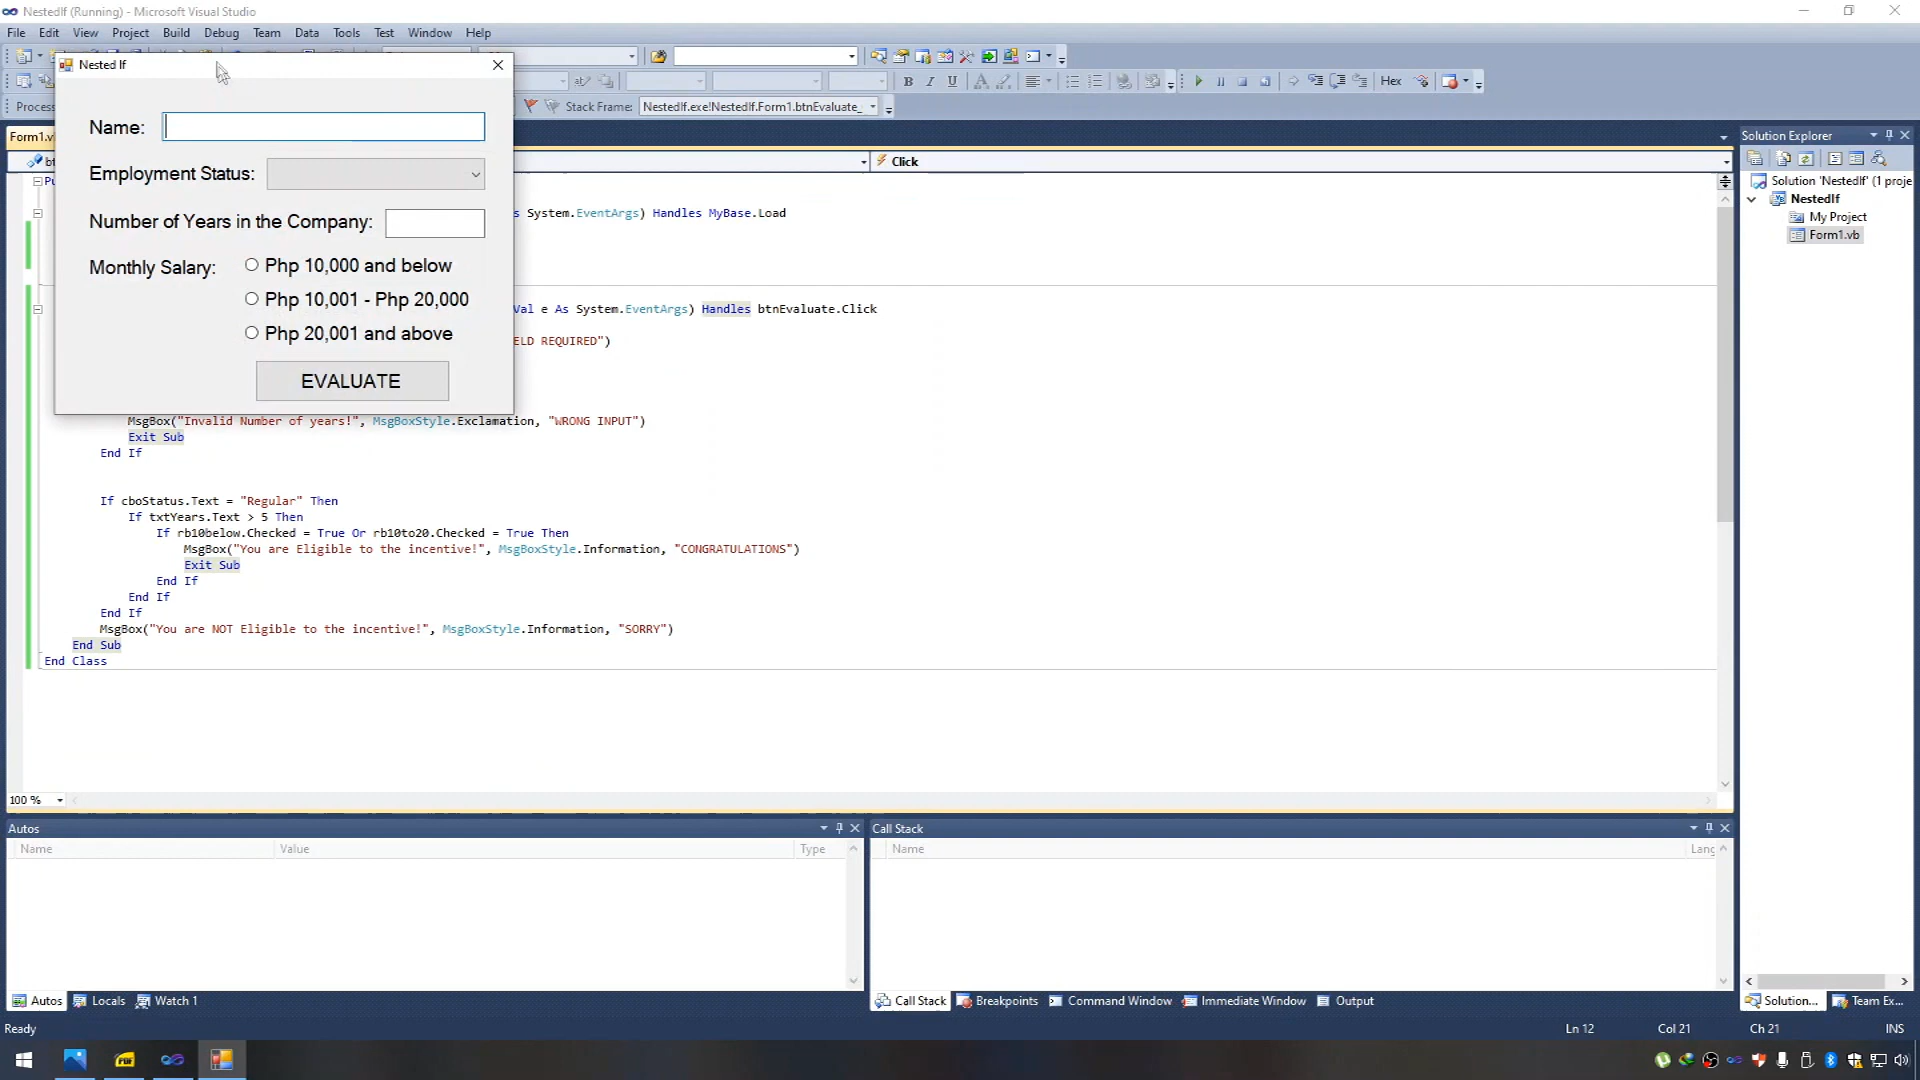 NestedIf (Running) - Microsoft Visual Studio
File Edit View Project Build Debug Team Data Tools Test Window Help
Nested If
Hex
Process
Stack Frame: NestedIf.exe!NestedIf.Form1.btnEvaluate_
Name:
Form1.v
Click
Employment Status:
s System.EventArgs) Handles MyBase.Load
Number of Years in the Company:
Monthly Salary:
Php 10,000 and below
Php 10,001 - Php 20,000
Php 20,001 and above
EVALUATE
Val e As System.EventArgs) Handles btnEvaluate.Click
ELD REQUIRED")
MsgBox("Invalid Number of years!", MsgBoxStyle.Exclamation, "WRONG INPUT")
Exit Sub
End If
If cboStatus.Text = "Regular" Then
If txtYears.Text > 5 Then
If rb10below.Checked = True Or rb10to20.Checked = True Then
MsgBox("You are Eligible to the incentive!", MsgBoxStyle.Information, "CONGRATULATIONS")
Exit Sub
End If
End If
End If
MsgBox("You are NOT Eligible to the incentive!", MsgBoxStyle.Information, "SORRY")
End Sub
End Class
100 %
Solution Explorer
Solution 'NestedIf' (1 proje
NestedIf
My Project
Form1.vb
Autos
Name Value Type
Call Stack
Name Lang
Autos Locals Watch 1
Call Stack Breakpoints Command Window Immediate Window Output
Solution... Team Ex...
Ready
Ln 12 Col 21 Ch 21 INS
PDF